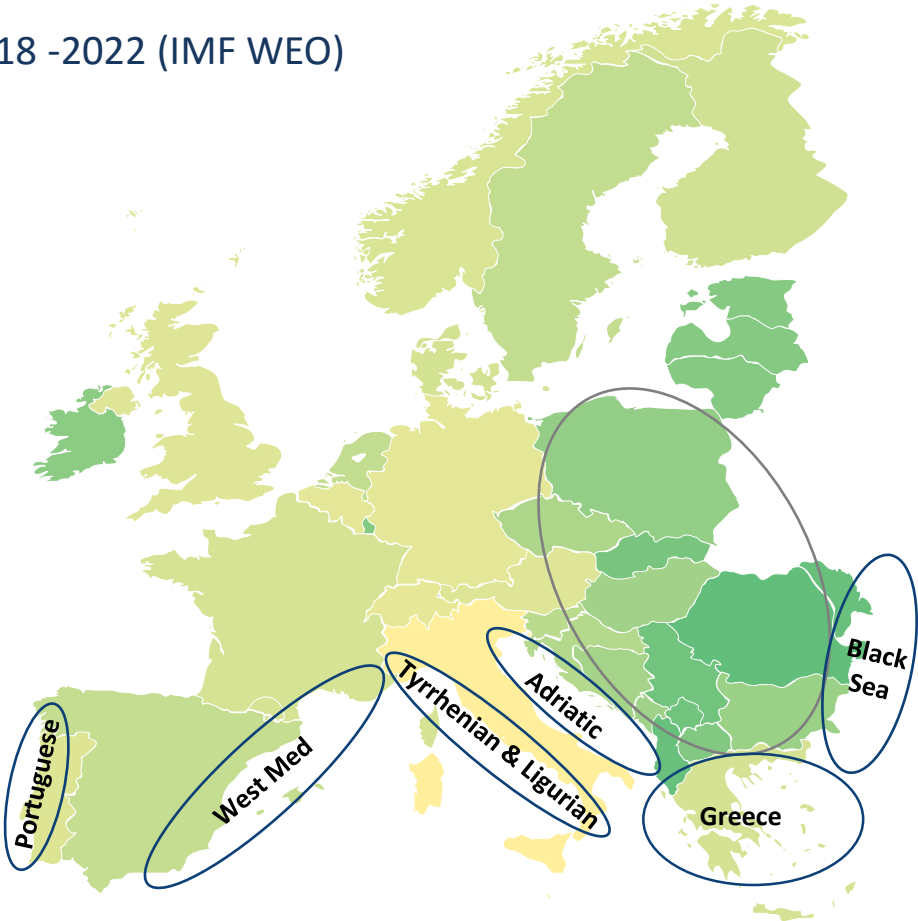 18 -2022 (IMF WEO)
Black
Sea
Adriatic
Tyrrhenian & Ligurian
Portuguese
West Med
Greece